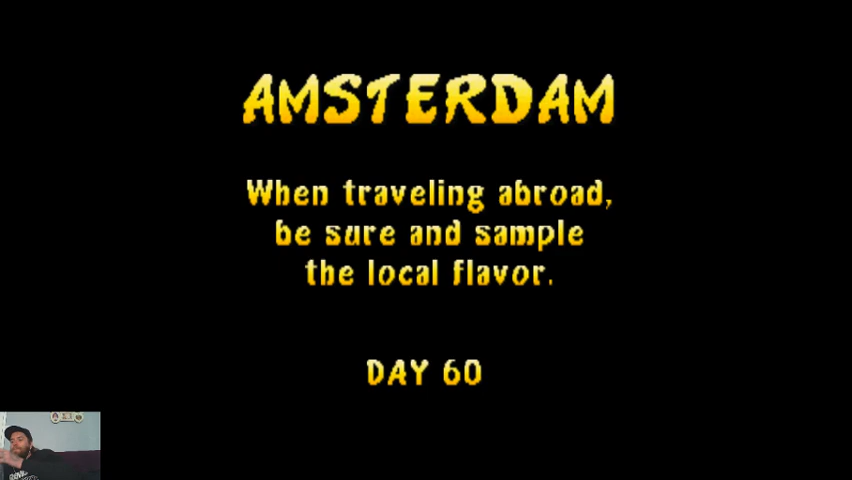 AMSTERDAM
When traveling abroad,
be sure and sample
the local flavor.
DAY 60